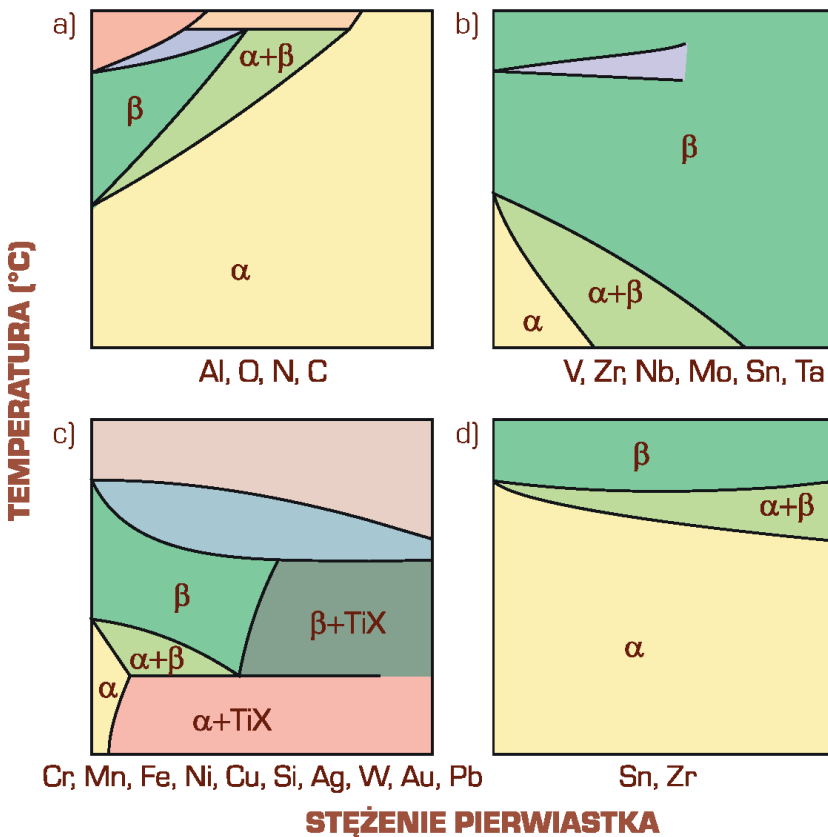 a)
α+β
β
α
Al, O, N, C
b)
β
α+β
α
V, Zr, Nb, Mo, Sn, Ta
c)
β
β+TiX
α+β
α
α+TiX
Cr, Mn, Fe, Ni, Cu, Si, Ag, W, Au, Pb
d)
β
α+β
α
Sn, Zr
TEMPERATURA (°C)
STĘŻENIE PIERWIASTKA